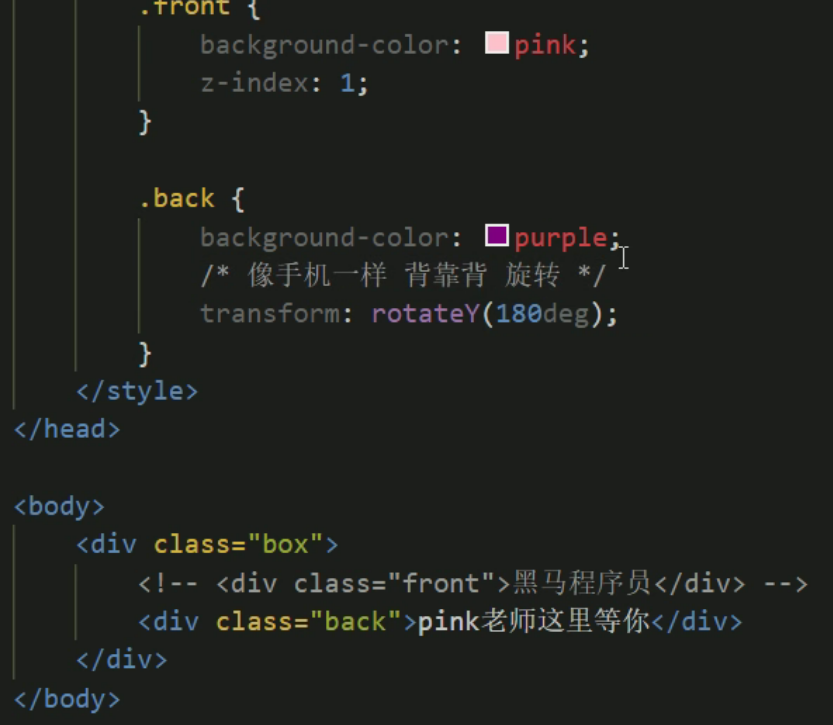 .front {
background-color: pink;
z-index: 1;
}
.back {
background-color: purple;
/* 像手机一样 背靠背 旋转 */
transform: rotateY(180deg);
}
</style>
</head>
<body>
<div class="box">
<!-- <div class="front">黑马程序员</div> -->
<div class="back">pink老师这里等你</div>
</div>
</body>